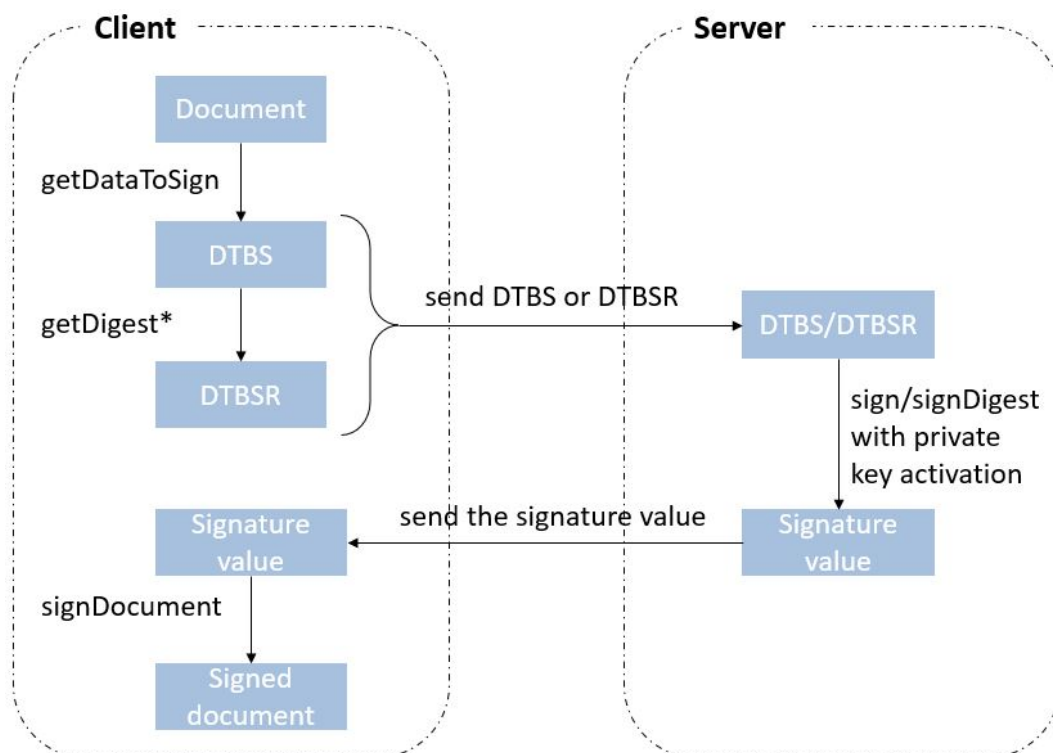 Client
Server
Document
getDataToSign
DTBS
getDigest*
DTBSR
send DTBS or DTBSR
DTBS/DTBSR
sign/signDigest
with private
key activation
Signature
value
send the signature value
Signature
value
signDocument
Signed
document